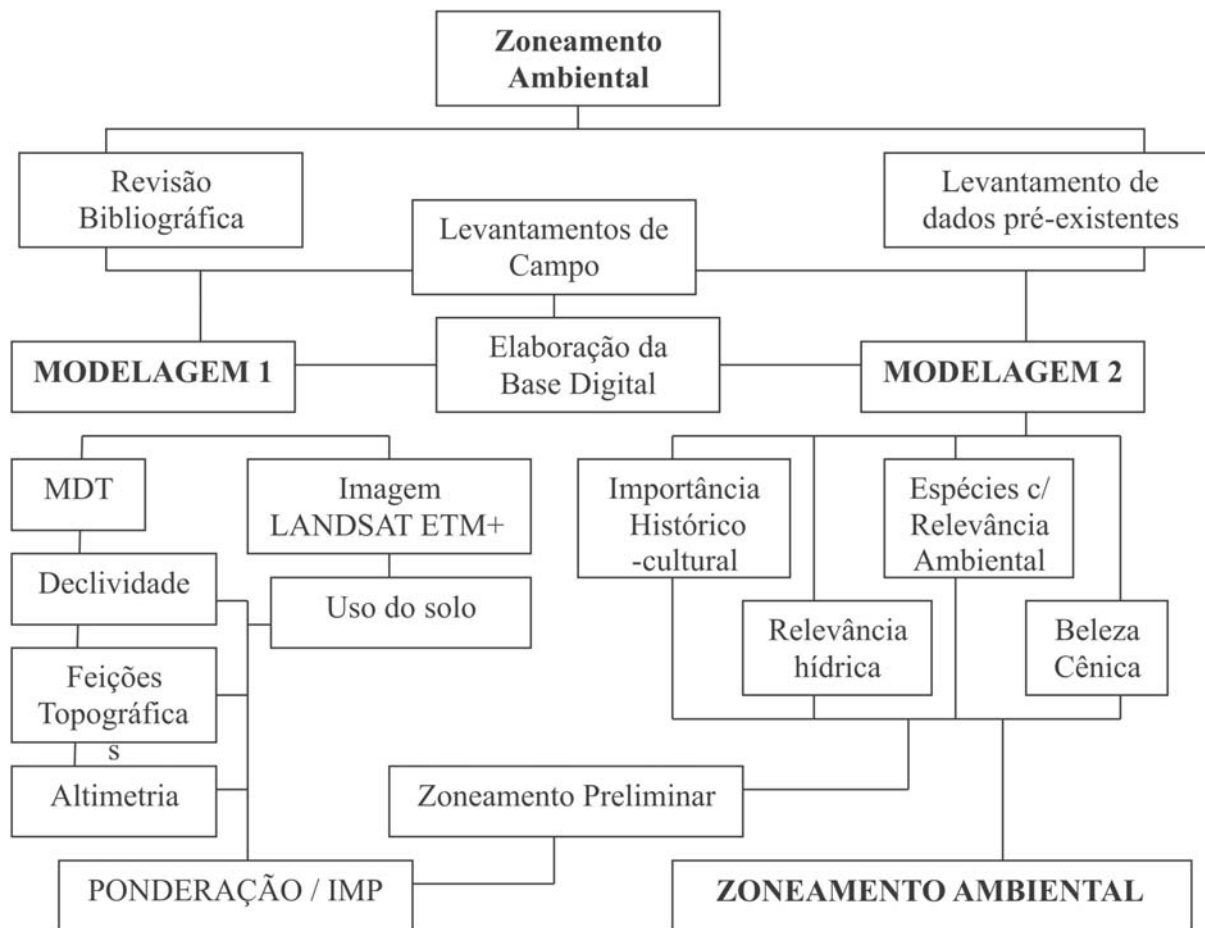 Zoneamento
Ambiental
Revisão
Bibliográfica
Levantamentos de
Campo
Levantamento de
dados pré-existentes
MODELAGEM 1
Elaboração da
Base Digital
MODELAGEM 2
MDT
Imagem
LANDSAT ETM+
Importância
Histórico
-cultural
Espécies c/
Relevância
Ambiental
Declividade
Uso do solo
Relevância
hídrica
Beleza
Cênica
Feições
Topográfica
s
Altimetria
Zoneamento Preliminar
PONDERAÇÃO / IMP
ZONEAMENTO AMBIENTAL